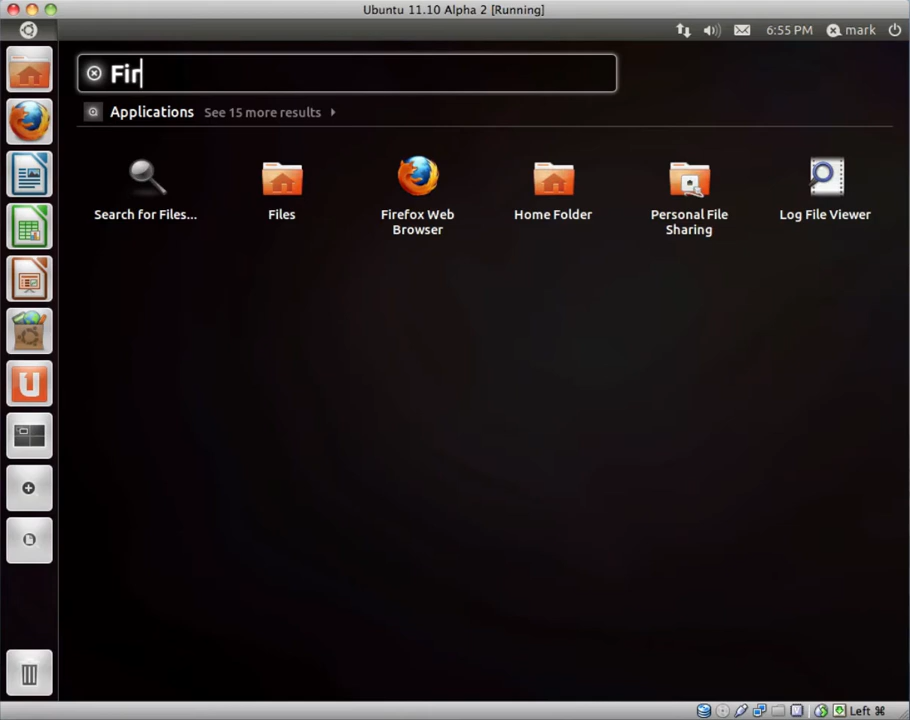 Ubuntu 11.10 Alpha 2 [Running]
6:55 PM mark
Fir
Applications See 15 more results
Search for Files... Files Firefox Web Browser Home Folder Personal File Sharing Log File Viewer
Left ⌘